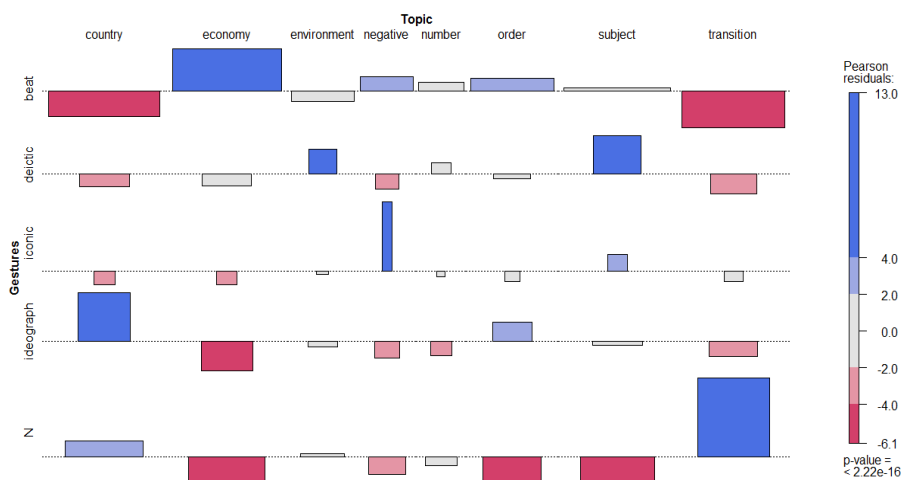 Topic
country economy environment negative number order subject transition
Gestures
beat
deictic
iconic
ideograph
N
Pearson
residuals:
13.0
4.0
2.0
0.0
-2.0
-4.0
-6.1
p-value =
< 2.22e-16